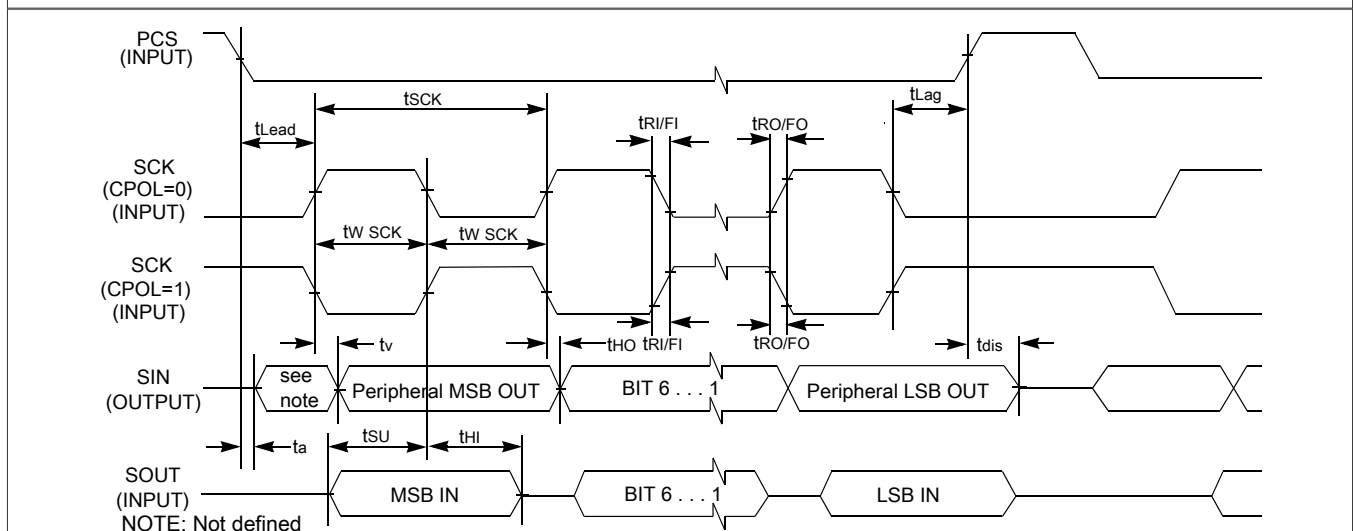 PCS
(INPUT)
tSCK
tLag
tLead
tRI/FI
tRO/FO
SCK
(CPOL=0)
(INPUT)
tW SCK
tW SCK
SCK
(CPOL=1)
(INPUT)
tv
tHO
tRI/FI
tRO/FO
tdis
SIN
(OUTPUT)
see
note
Peripheral MSB OUT
BIT 6 . . . 1
Peripheral LSB OUT
ta
tSU
tHI
SOUT
(INPUT)
MSB IN
BIT 6 . . . 1
LSB IN
NOTE: Not defined